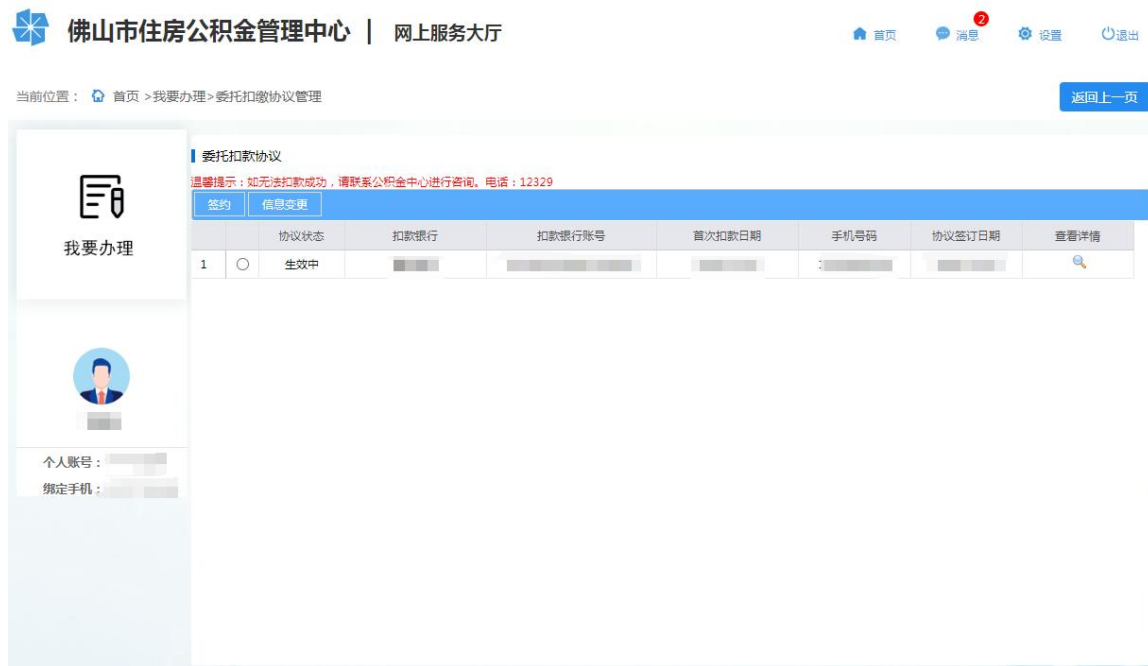 佛山市住房公积金管理中心 | 网上服务大厅
首页 消息 2 设置 退出
当前位置： 首页 >我要办理>委托扣缴协议管理 返回上一页
委托扣款协议
温馨提示：如无法扣款成功，请联系公积金中心进行咨询。电话：12329
签约 信息变更
协议状态 扣款银行 扣款银行账号 首次扣款日期 手机号码 协议签订日期 查看详情
1 生效中
我要办理
个人账号：
绑定手机：